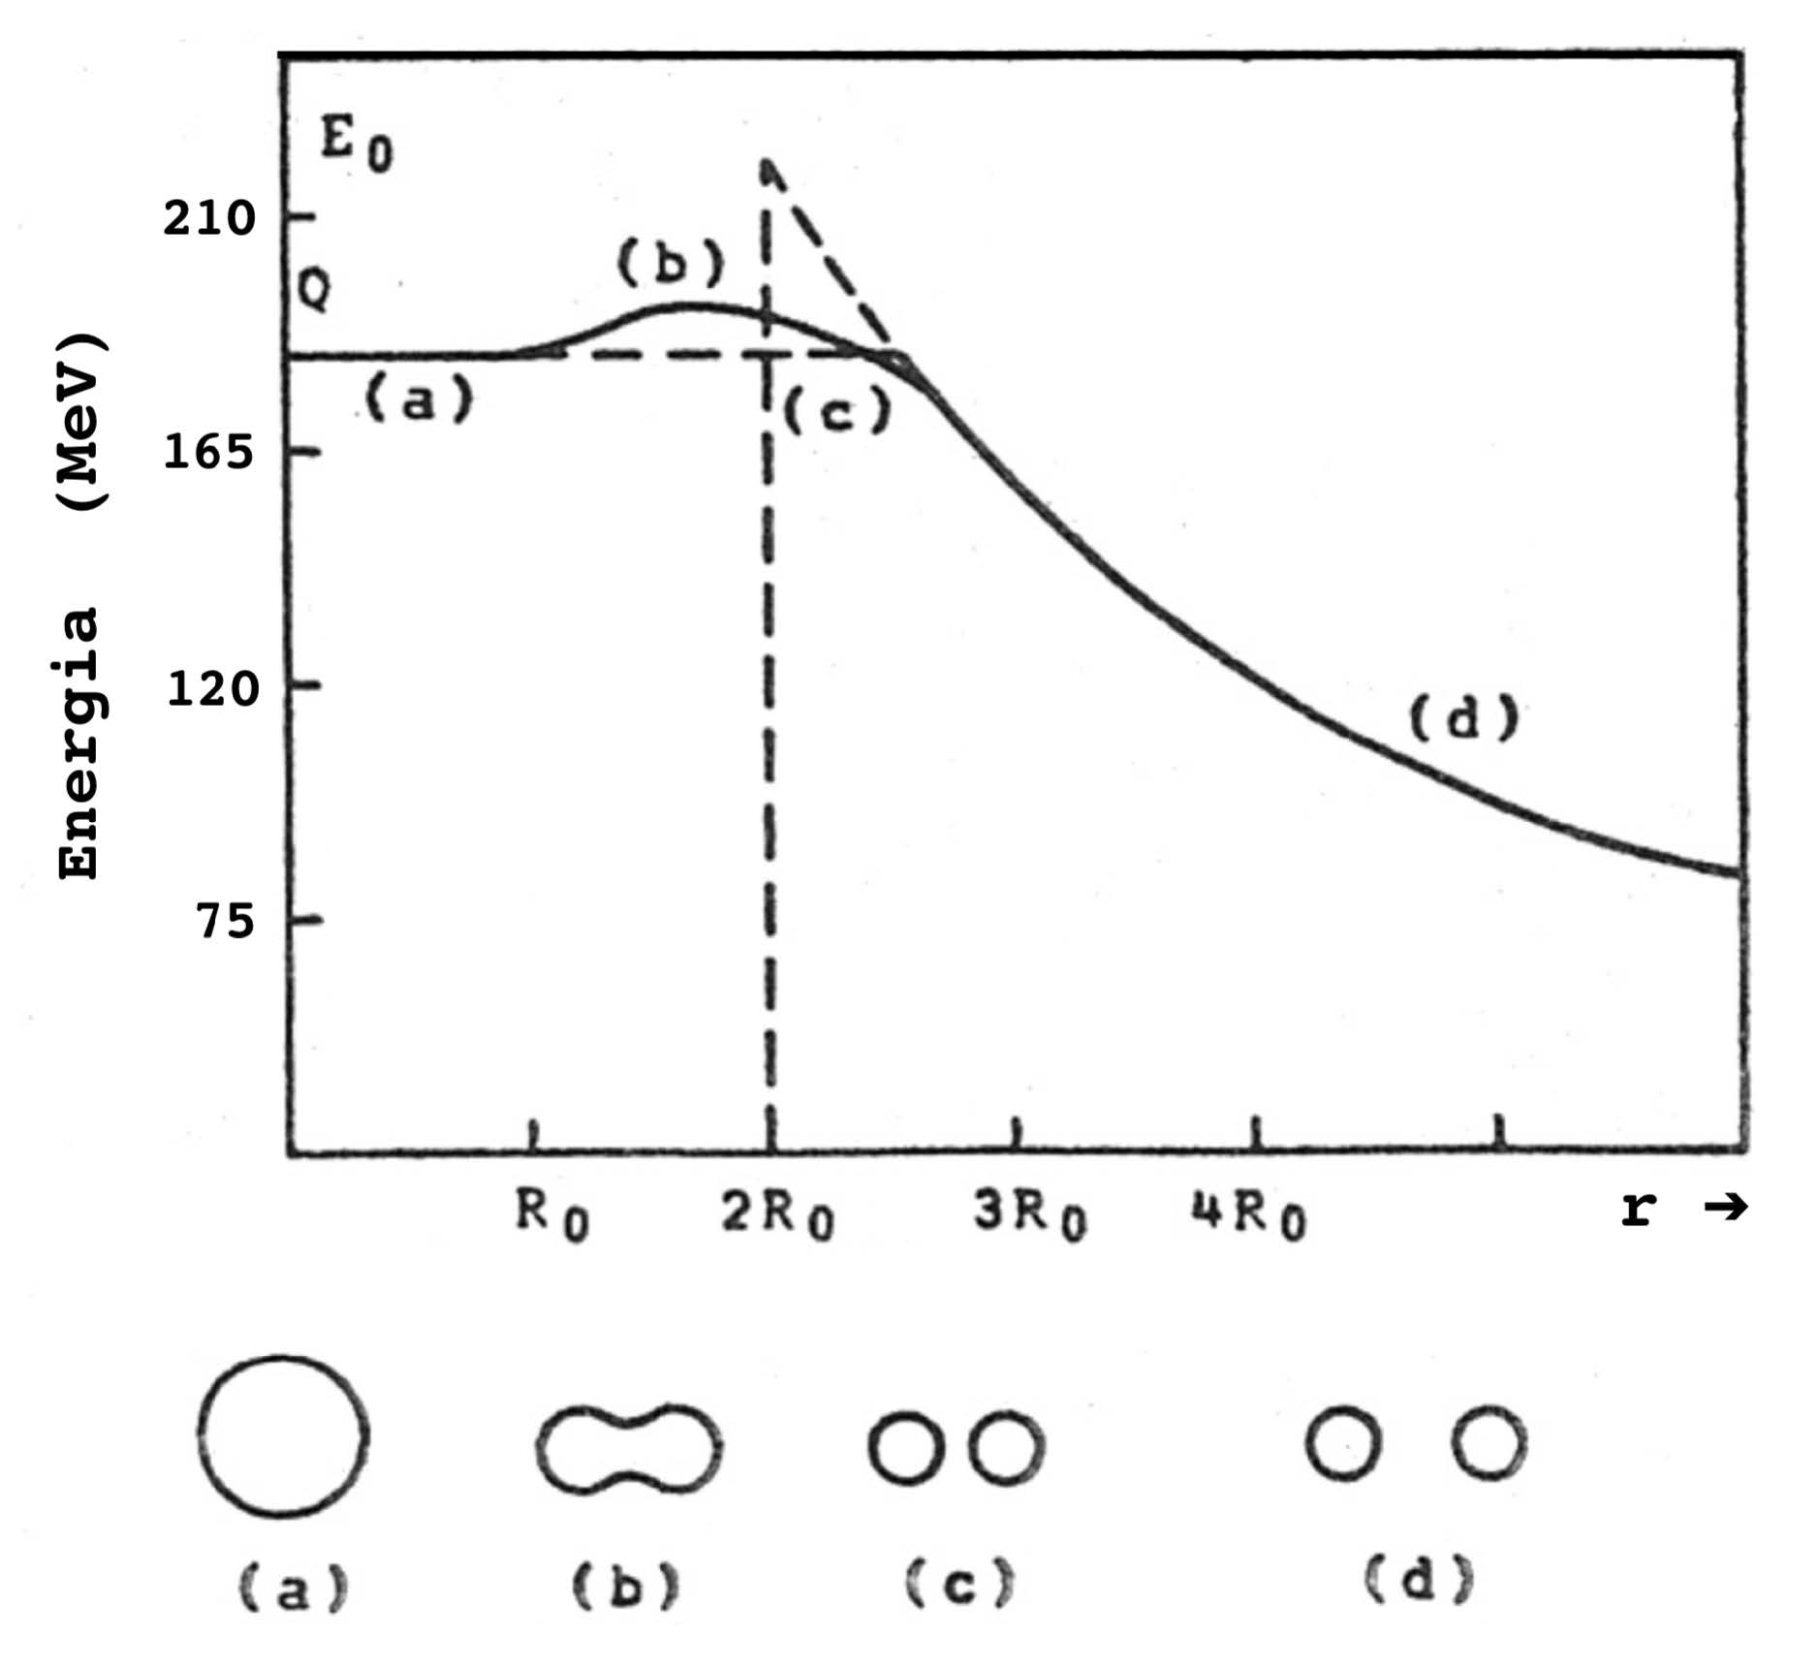 E0
210
Q
(b)
(a)
(c)
165
120
(d)
75
Energia (MeV)
R0 2R0 3R0 4R0 r →
(a) (b) (c) (d)